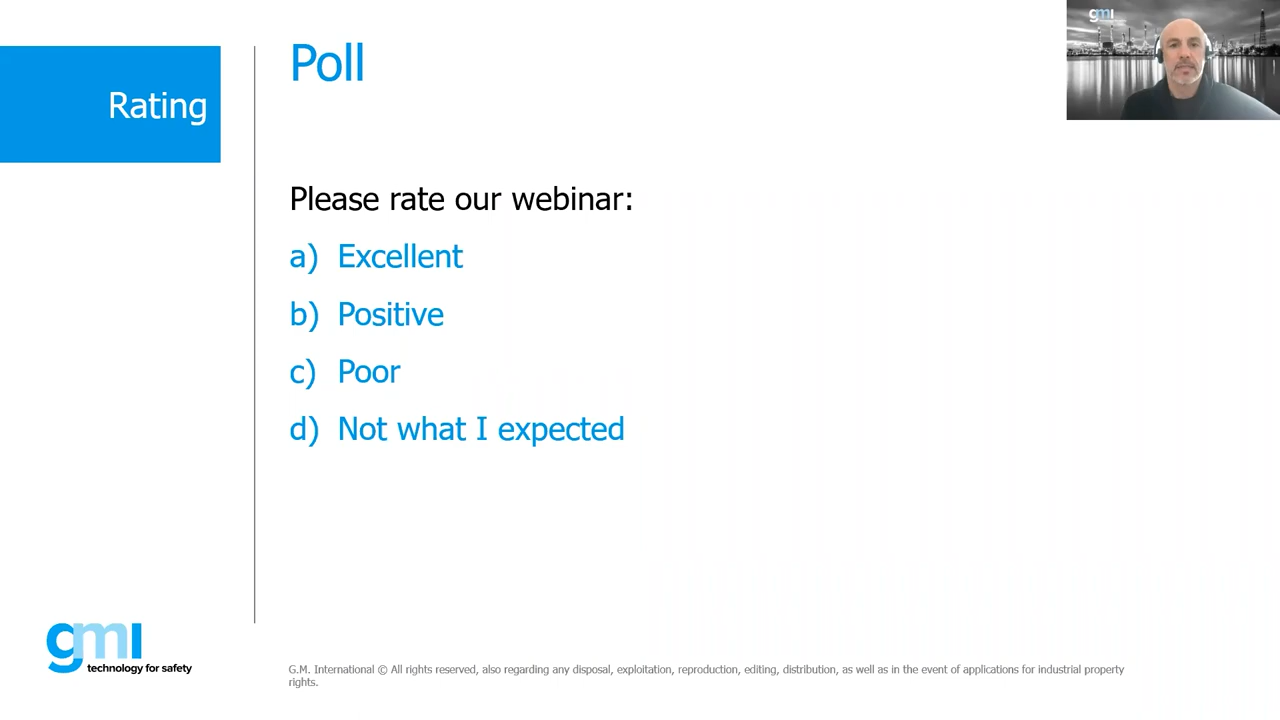 Poll
gmi
Rating
Please rate our webinar:
a) Excellent
b) Positive
c) Poor
d) Not what I expected
gmi
technology for safety
G.M. International © All rights reserved, also regarding any disposal, exploitation, reproduction, editing, distribution, as well as in the event of applications for industrial property
rights.